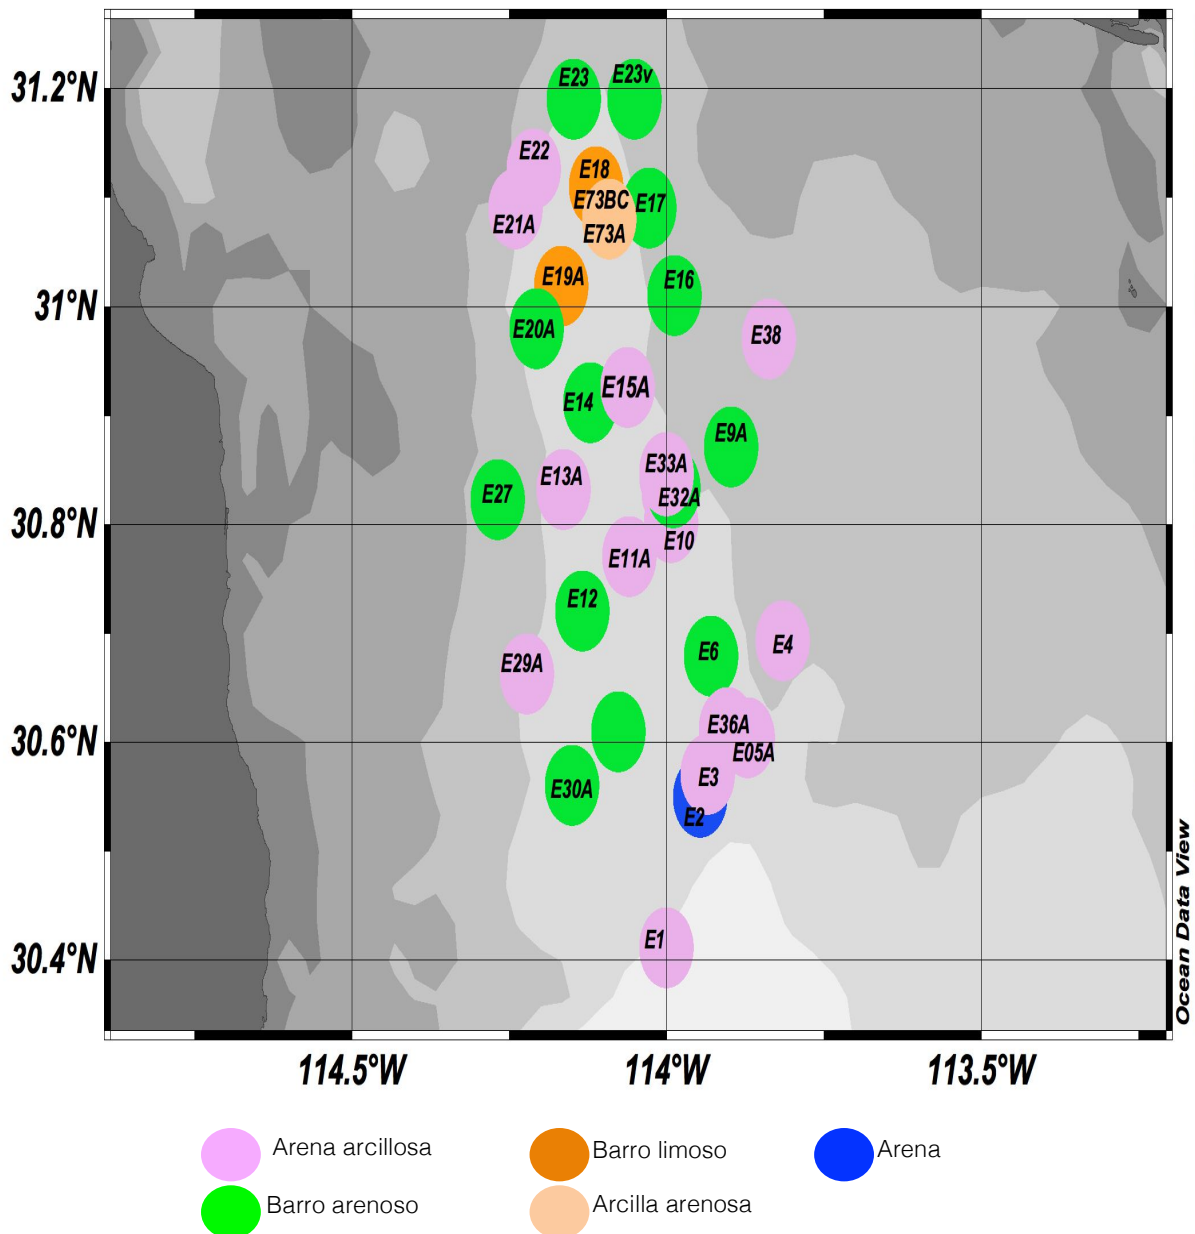 E23
E23v
31.2°N
E22
E18
E73BC
E17
E21A
E73A
E19A
E16
31°N
E20A
E38
E15A
E14
E9A
E33A
E13A
E27
E32A
30.8°N
E10
E11A
E12
E4
E6
E29A
E36A
30.6°N
E05A
E3
E30A
E2
E1
30.4°N
Ocean Data View
114.5°W
114°W
113.5°W
Arena arcillosa
Barro limoso
Arena
Barro arenoso
Arcilla arenosa